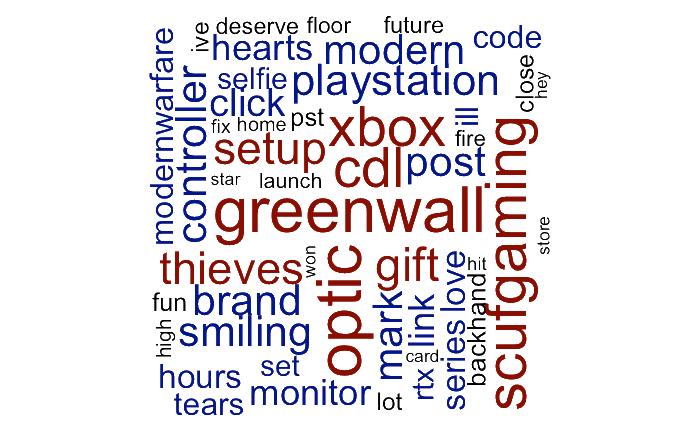 ive
deserve
floor
future
code
modernwarfare
hearts
modern
selfie
playstation
close
hey
controller
click
fix
home
pst
xbox
ill
fire
setup
cdl
post
star
launch
greenwall
scufgaming
store
thieves
won
optic
gift
hit
love
series
backhand
fun
brand
mark
link
high
smiling
card
rtx
set
hours
monitor
tears
lot